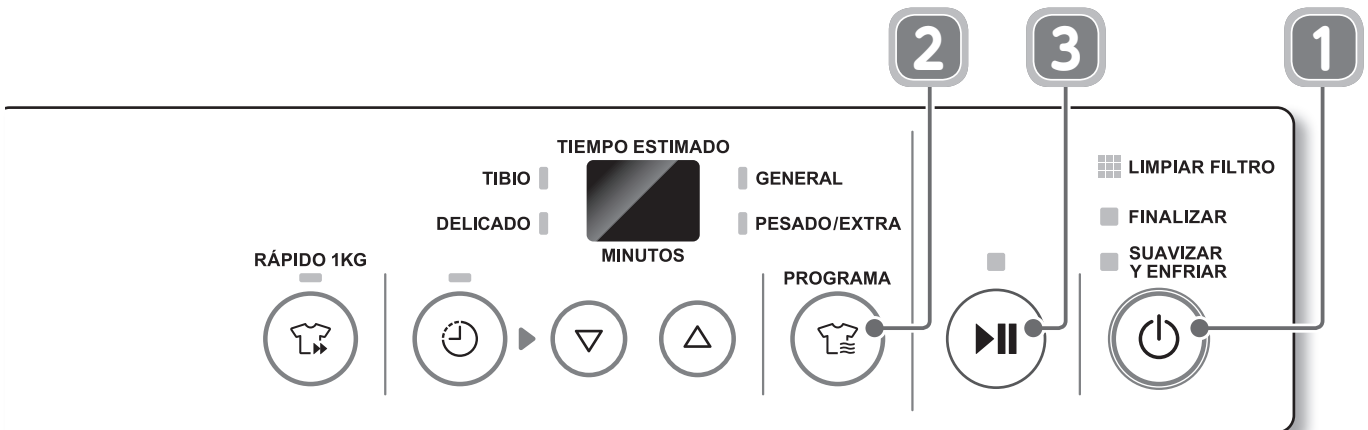 2
3
1
TIEMPO ESTIMADO
TIBIO
GENERAL
LIMPIAR FILTRO
DELICADO
PESADO/EXTRA
FINALIZAR
RÁPIDO 1KG
MINUTOS
PROGRAMA
SUAVIZAR
Y ENFRIAR